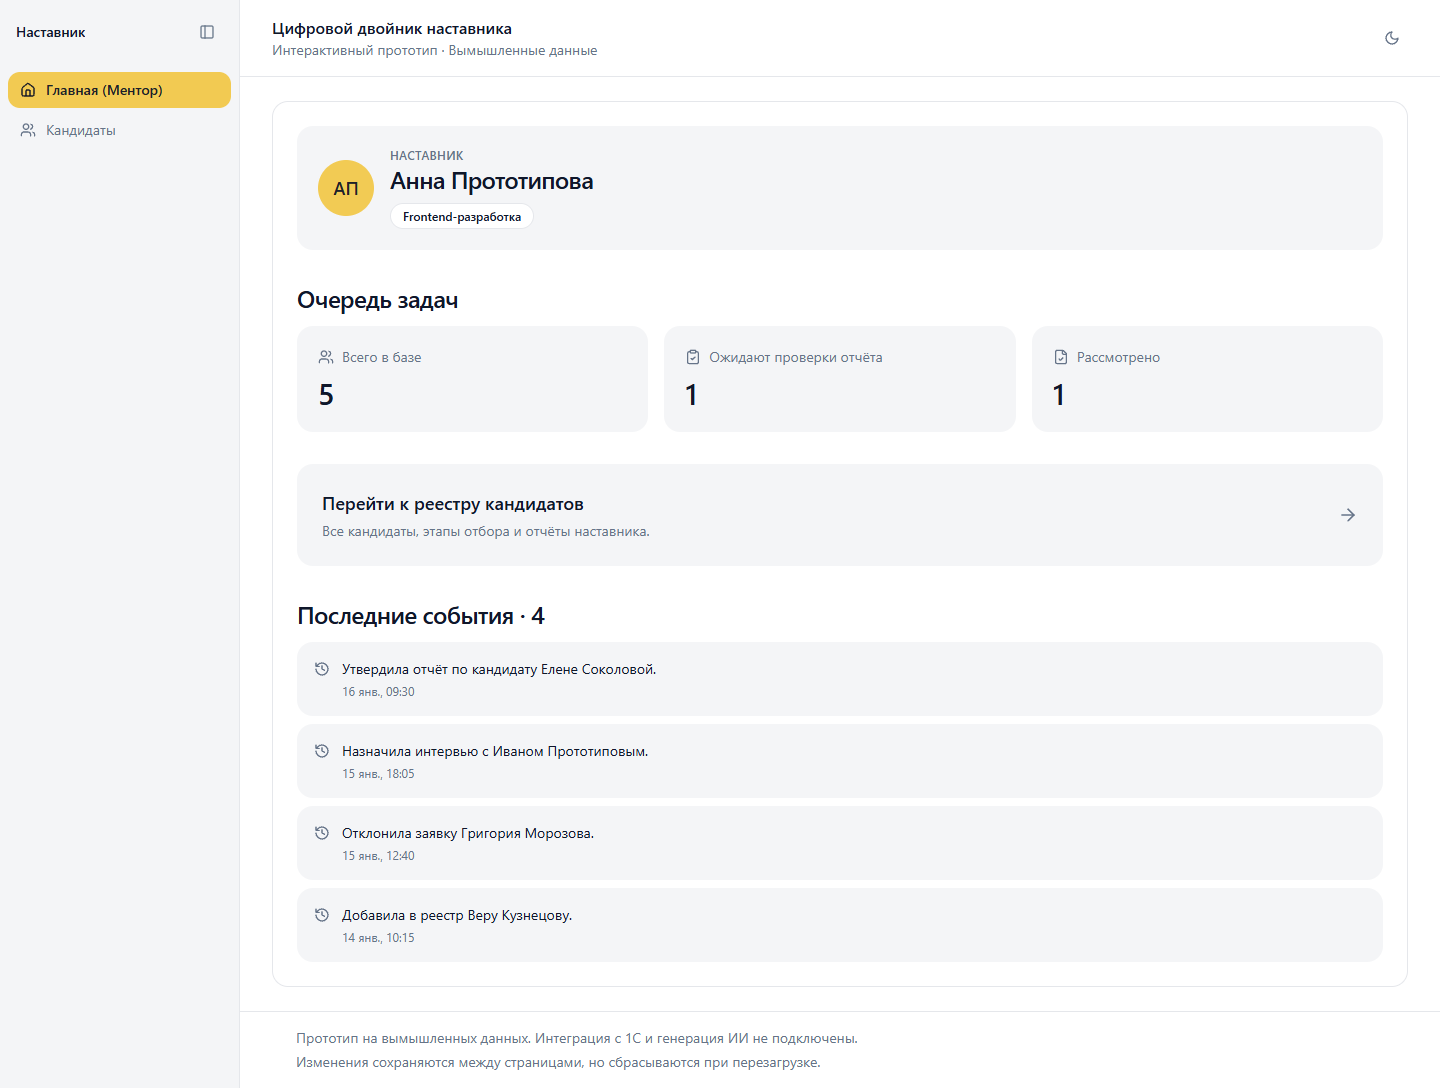 Наставник
Главная (Ментор)
Кандидаты
Цифровой двойник наставника
Интерактивный прототип · Вымышленные данные
НАСТАВНИК
АП
Анна Прототипова
Frontend-разработка
Очередь задач
Всего в базе
5
Ожидают проверки отчёта
1
Рассмотрено
1
Перейти к реестру кандидатов
Все кандидаты, этапы отбора и отчёты наставника.
Последние события · 4
Утвердила отчёт по кандидату Елене Соколовой.
16 янв., 09:30
Назначила интервью с Иваном Прототиповым.
15 янв., 18:05
Отклонила заявку Григория Морозова.
15 янв., 12:40
Добавила в реестр Веру Кузнецову.
14 янв., 10:15
Прототип на вымышленных данных. Интеграция с 1С и генерация ИИ не подключены.
Изменения сохраняются между страницами, но сбрасываются при перезагрузке.